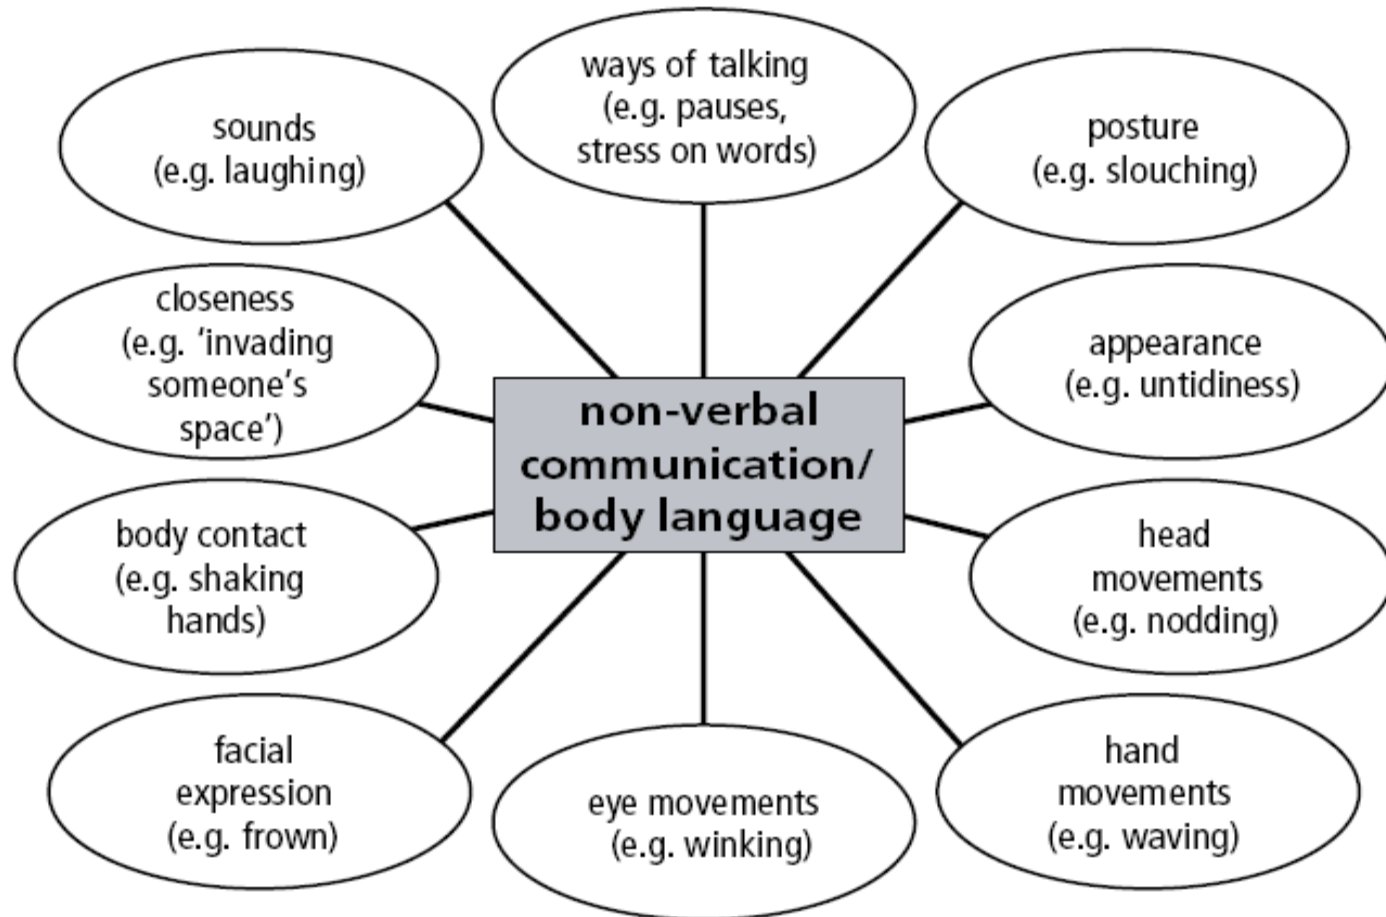 ways of talking
(e.g. pauses,
stress on words)
sounds
(e.g. laughing)
posture
(e.g. slouching)
closeness
(e.g. ‘invading
someone’s
space’)
appearance
(e.g. untidiness)
non-verbal
communication/
body language
body contact
(e.g. shaking
hands)
head
movements
(e.g. nodding)
facial
expression
(e.g. frown)
eye movements
(e.g. winking)
hand
movements
(e.g. waving)